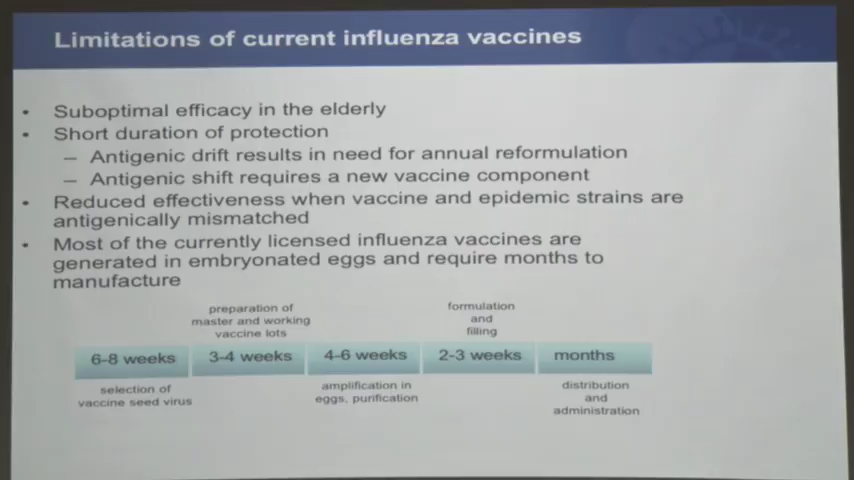 Limitations of current influenza vaccines
• Suboptimal efficacy in the elderly
• Short duration of protection
– Antigenic drift results in need for annual reformulation
– Antigenic shift requires a new vaccine component
• Reduced effectiveness when vaccine and epidemic strains are
antigenically mismatched
• Most of the currently licensed influenza vaccines are
generated in embryonated eggs and require months to
manufacture
preparation of
master and working
vaccine lots
formulation
and
filling
6-8 weeks
3-4 weeks
4-6 weeks
2-3 weeks
months
selection of
vaccine seed virus
amplification in
eggs, purification
distribution
and
administration